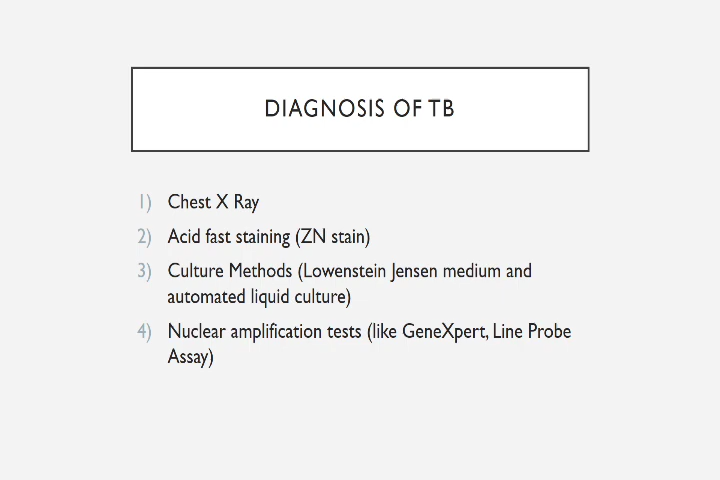 DIAGNOSIS OF TB
1) Chest X Ray
2) Acid fast staining (ZN stain)
3) Culture Methods (Lowenstein Jensen medium and
automated liquid culture)
4) Nuclear amplification tests (like GeneXpert, Line Probe
Assay)